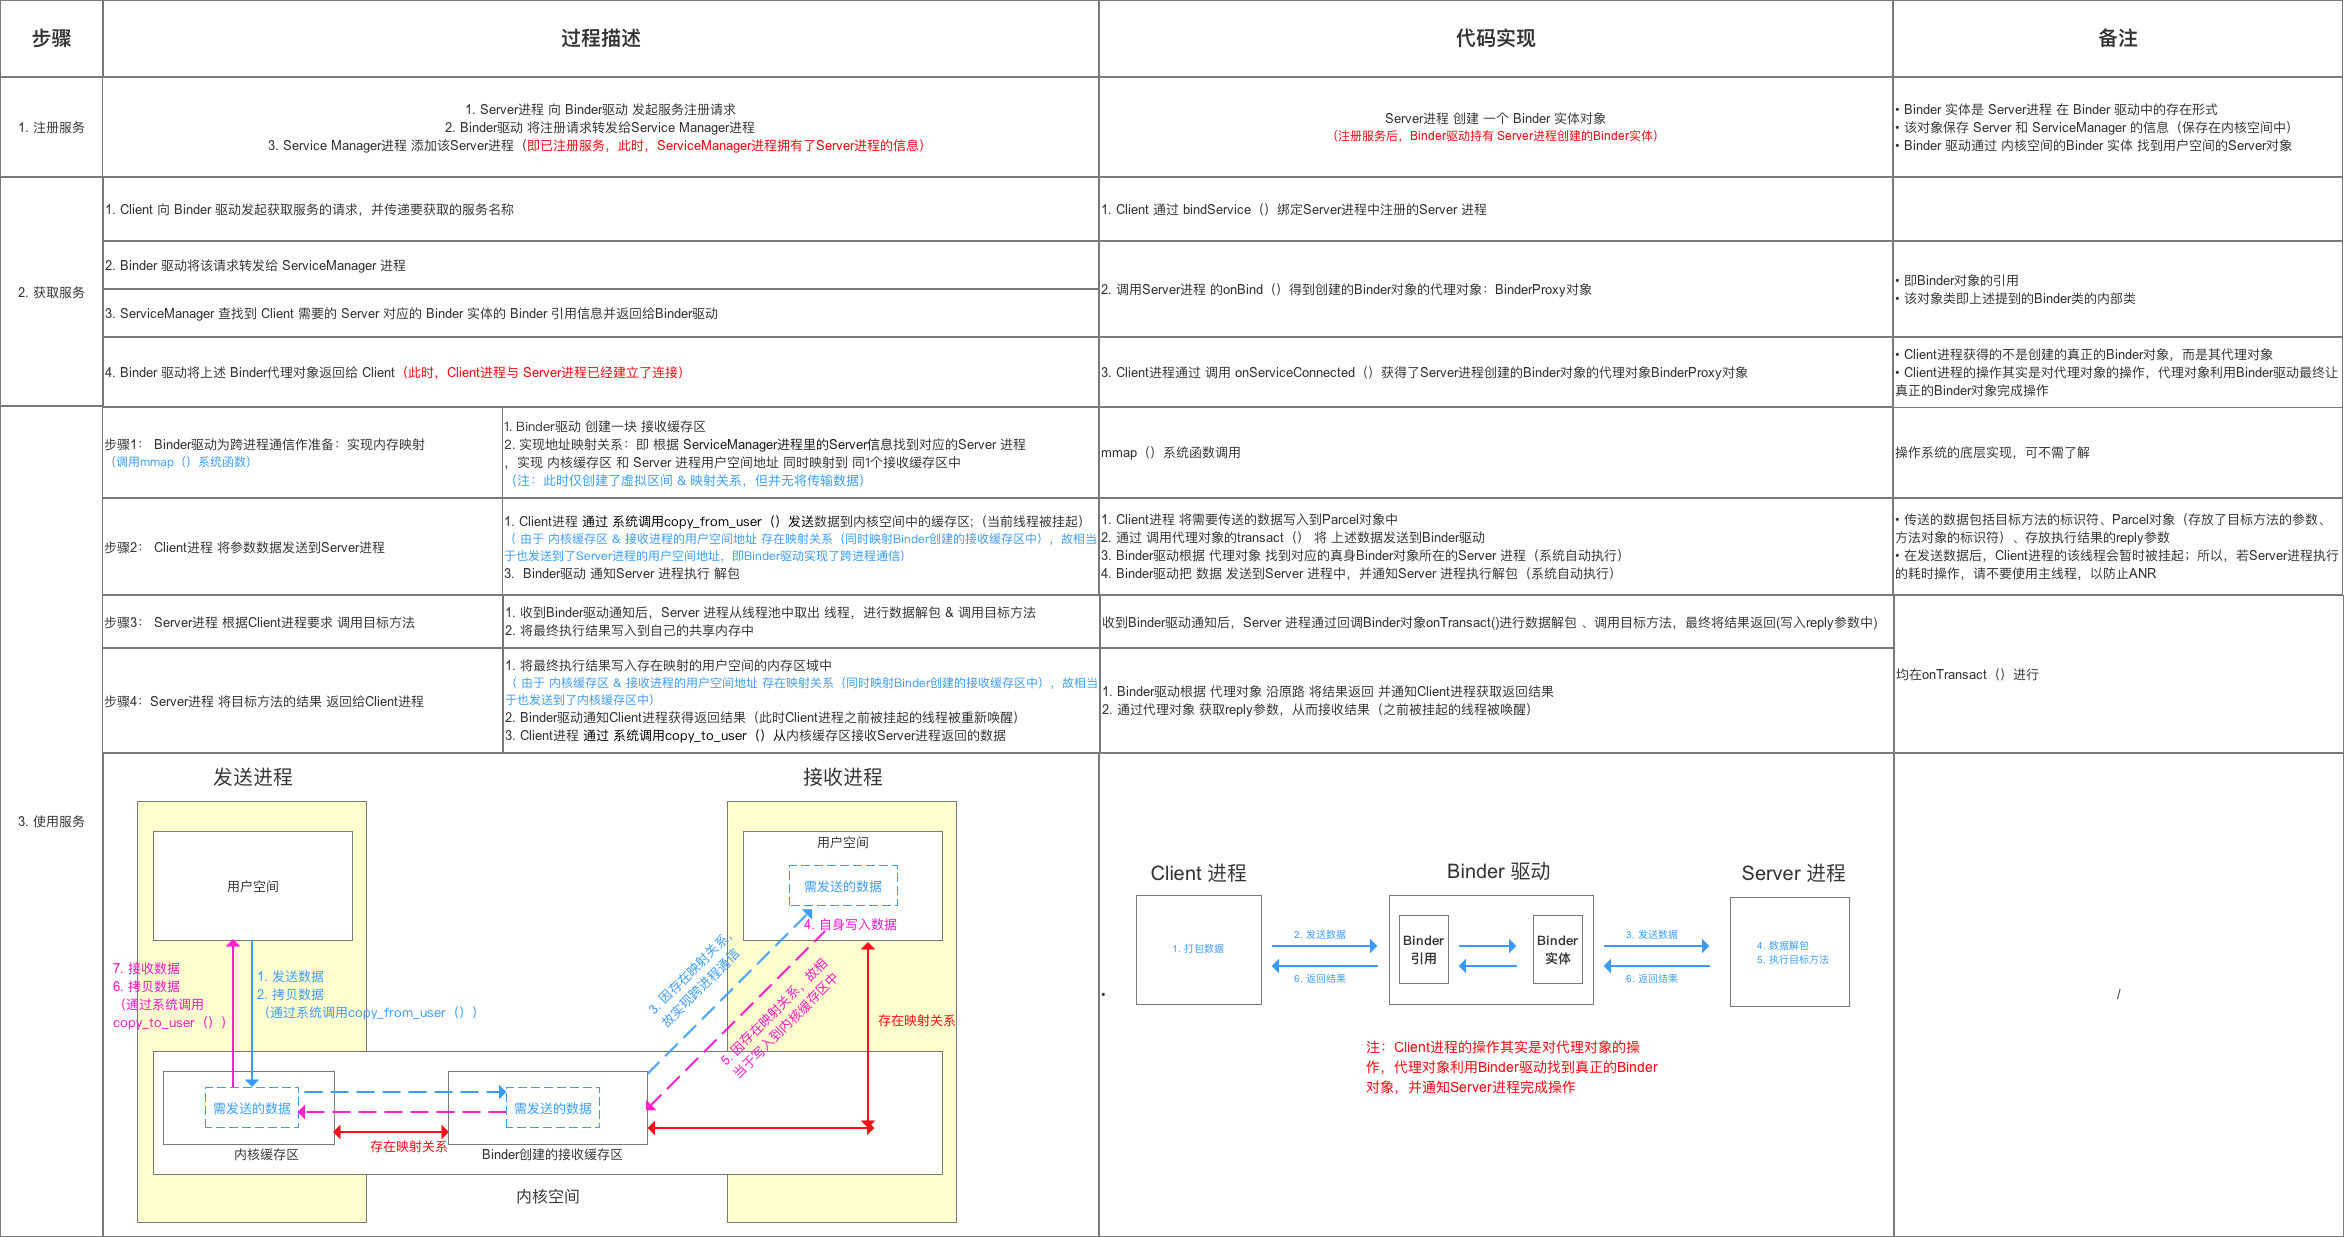 步骤
过程描述
代码实现
备注
1. 注册服务
1. Server进程 向 Binder驱动 发起服务注册请求
2. Binder驱动 将注册请求转发给Service Manager进程
3. Service Manager进程 添加该Server进程（即已注册服务，此时，ServiceManager进程拥有了Server进程的信息）
Server进程 创建 一个 Binder 实体对象
（注册服务后，Binder驱动持有 Server进程创建的Binder实体）
• Binder 实体是 Server进程 在 Binder 驱动中的存在形式
• 该对象保存 Server 和 ServiceManager 的信息（保存在内核空间中）
• Binder 驱动通过 内核空间的Binder 实体 找到用户空间的Server对象
2. 获取服务
1. Client 向 Binder 驱动发起获取服务的请求，并传递要获取的服务名称
1. Client 通过 bindService（）绑定Server进程中注册的Server 进程
2. Binder 驱动将该请求转发给 ServiceManager 进程
3. ServiceManager 查找到 Client 需要的 Server 对应的 Binder 实体的 Binder 引用信息并返回给Binder驱动
2. 调用Server进程 的onBind（）得到创建的Binder对象的代理对象：BinderProxy对象
• 即Binder对象的引用
• 该对象类即上述提到的Binder类的内部类
4. Binder 驱动将上述 Binder代理对象返回给 Client（此时，Client进程与 Server进程已经建立了连接）
3. Client进程通过 调用 onServiceConnected（）获得了Server进程创建的Binder对象的代理对象BinderProxy对象
• Client进程获得的不是创建的真正的Binder对象，而是其代理对象
• Client进程的操作其实是对代理对象的操作，代理对象利用Binder驱动最终让
真正的Binder对象完成操作
3. 使用服务
步骤1： Binder驱动为跨进程通信作准备：实现内存映射
（调用mmap（）系统函数）
1. Binder驱动 创建一块 接收缓存区
2. 实现地址映射关系：即 根据 ServiceManager进程里的Server信息找到对应的Server 进程
，实现 内核缓存区 和 Server 进程用户空间地址 同时映射到 同1个接收缓存区中
（注：此时仅创建了虚拟区间 & 映射关系，但并无将传输数据）
mmap（）系统函数调用
操作系统的底层实现，可不需了解
步骤2： Client进程 将参数数据发送到Server进程
1. Client进程 通过 系统调用copy_from_user（）发送数据到内核空间中的缓存区;（当前线程被挂起）
（ 由于 内核缓存区 & 接收进程的用户空间地址 存在映射关系（同时映射Binder创建的接收缓存区中），故相当
于也发送到了Server进程的用户空间地址，即Binder驱动实现了跨进程通信）
3. Binder驱动 通知Server 进程执行 解包
1. Client进程 将需要传送的数据写入到Parcel对象中
2. 通过 调用代理对象的transact（） 将 上述数据发送到Binder驱动
3. Binder驱动根据 代理对象 找到对应的真身Binder对象所在的Server 进程（系统自动执行）
4. Binder驱动把 数据 发送到Server 进程中，并通知Server 进程执行解包（系统自动执行）
• 传送的数据包括目标方法的标识符、Parcel对象（存放了目标方法的参数、
方法对象的标识符）、存放执行结果的reply参数
• 在发送数据后，Client进程的该线程会暂时被挂起；所以，若Server进程执行
的耗时操作，请不要使用主线程，以防止ANR
步骤3： Server进程 根据Client进程要求 调用目标方法
1. 收到Binder驱动通知后，Server 进程从线程池中取出 线程，进行数据解包 & 调用目标方法
2. 将最终执行结果写入到自己的共享内存中
收到Binder驱动通知后，Server 进程通过回调Binder对象onTransact()进行数据解包 、调用目标方法，最终将结果返回(写入reply参数中)
均在onTransact（）进行
步骤4：Server进程 将目标方法的结果 返回给Client进程
1. 将最终执行结果写入存在映射的用户空间的内存区域中
（ 由于 内核缓存区 & 接收进程的用户空间地址 存在映射关系（同时映射Binder创建的接收缓存区中），故相当
于也发送到了内核缓存区中）
2. Binder驱动通知Client进程获得返回结果（此时Client进程之前被挂起的线程被重新唤醒）
3. Client进程 通过 系统调用copy_to_user（）从内核缓存区接收Server进程返回的数据
1. Binder驱动根据 代理对象 沿原路 将结果返回 并通知Client进程获取返回结果
2. 通过代理对象 获取reply参数，从而接收结果（之前被挂起的线程被唤醒）
发送进程
接收进程
用户空间
用户空间
需发送的数据
4. 自身写入数据
7. 接收数据
6. 拷贝数据
（通过系统调用
copy_to_user（））
1. 发送数据
2. 拷贝数据
（通过系统调用copy_from_user（））
3. 因存在映射关系，
故实现跨进程通信
5. 因存在映射关系，故相
当于写入到内核缓存区中
存在映射关系
需发送的数据
需发送的数据
存在映射关系
内核缓存区
Binder创建的接收缓存区
内核空间
•
Client 进程
Binder 驱动
Server 进程
1. 打包数据
2. 发送数据
6. 返回结果
Binder
引用
Binder
实体
3. 发送数据
6. 返回结果
4. 数据解包
5. 执行目标方法
注：Client进程的操作其实是对代理对象的操
作，代理对象利用Binder驱动找到真正的Binder
对象，并通知Server进程完成操作
/